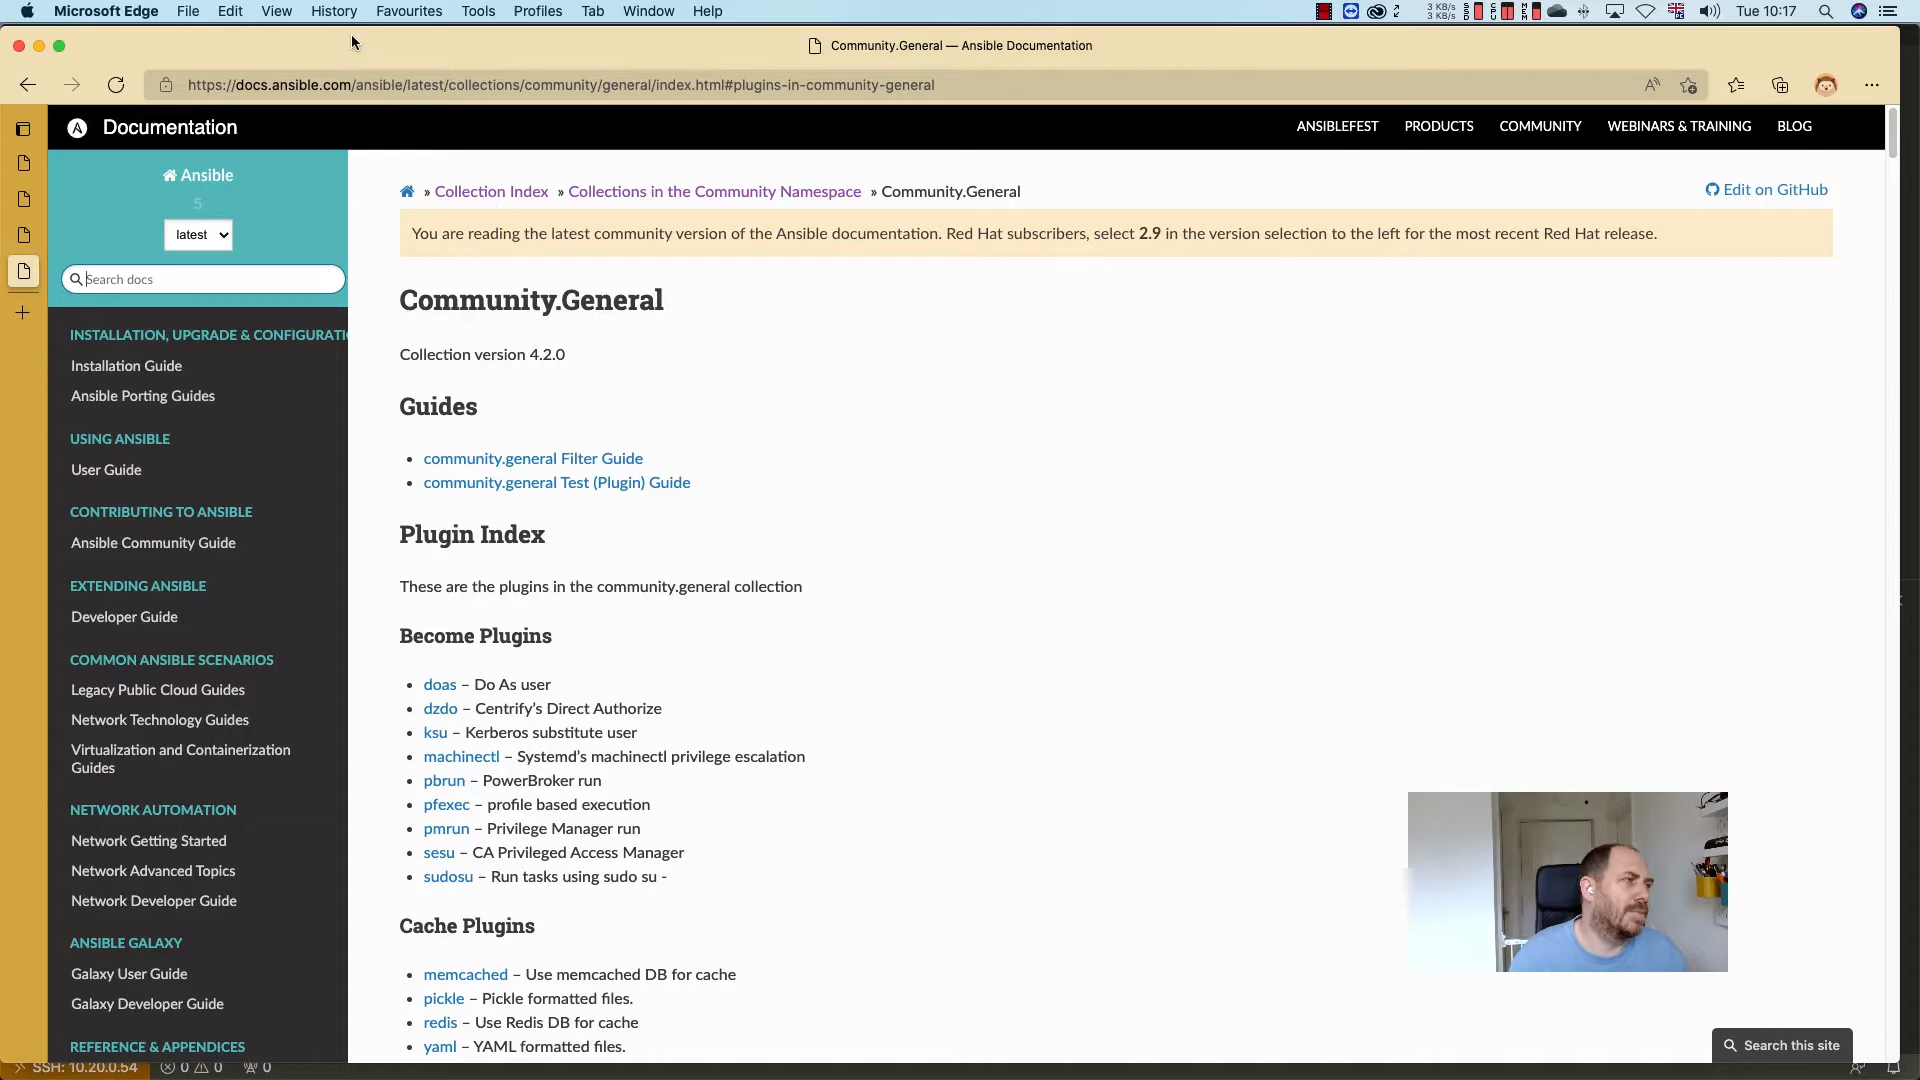 Microsoft Edge File Edit View History Favourites Tools Profiles Tab Window Help
3 KB/s
3 KB/s
Tue 10:17
Community.General — Ansible Documentation
https://docs.ansible.com/ansible/latest/collections/community/general/index.html#plugins-in-community-general
Documentation
ANSIBLEFEST PRODUCTS COMMUNITY WEBINARS & TRAINING BLOG
Ansible
5
latest
Search docs
INSTALLATION, UPGRADE & CONFIGURATI
Installation Guide
Ansible Porting Guides
USING ANSIBLE
User Guide
CONTRIBUTING TO ANSIBLE
Ansible Community Guide
EXTENDING ANSIBLE
Developer Guide
COMMON ANSIBLE SCENARIOS
Legacy Public Cloud Guides
Network Technology Guides
Virtualization and Containerization
Guides
NETWORK AUTOMATION
Network Getting Started
Network Advanced Topics
Network Developer Guide
ANSIBLE GALAXY
Galaxy User Guide
Galaxy Developer Guide
REFERENCE & APPENDICES
» Collection Index » Collections in the Community Namespace » Community.General
Edit on GitHub
You are reading the latest community version of the Ansible documentation. Red Hat subscribers, select 2.9 in the version selection to the left for the most recent Red Hat release.
Community.General
Collection version 4.2.0
Guides
• community.general Filter Guide
• community.general Test (Plugin) Guide
Plugin Index
These are the plugins in the community.general collection
Become Plugins
• doas – Do As user
• dzdo – Centrify’s Direct Authorize
• ksu – Kerberos substitute user
• machinectl – Systemd’s machinectl privilege escalation
• pbrun – PowerBroker run
• pfexec – profile based execution
• pmrun – Privilege Manager run
• sesu – CA Privileged Access Manager
• sudosu – Run tasks using sudo su -
Cache Plugins
• memcached – Use memcached DB for cache
• pickle – Pickle formatted files.
• redis – Use Redis DB for cache
• yaml – YAML formatted files.
Search this site
SSH: 10.20.0.54 0 0 0